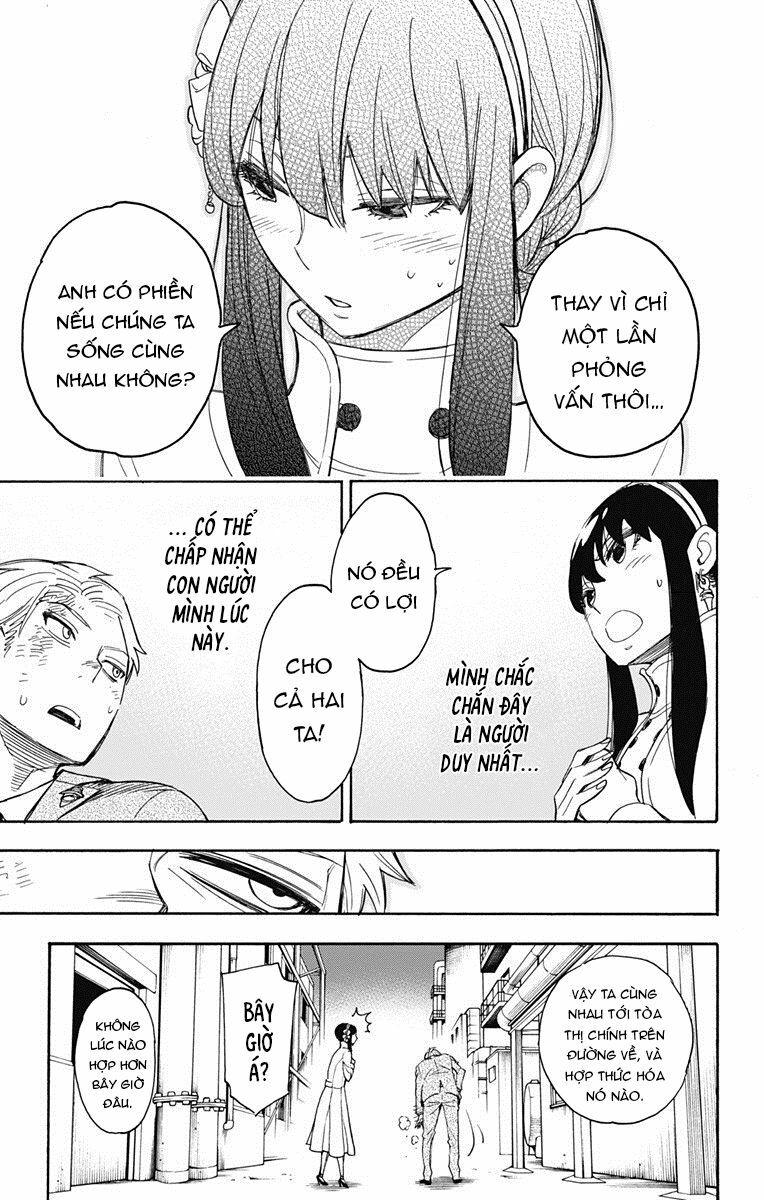 THAY VÌ CHỈ
MỘT LẦN
PHỎNG
VẤN THÔI...
ANH CÓ PHIỀN
NẾU CHÚNG TA
SỐNG CÙNG
NHAU KHÔNG?
NÓ ĐỀU
CÓ LỢI
CHO
CẢ HAI
TA!
MÌNH CHẮC
CHẮN ĐÂY
LÀ NGƯỜI
DUY NHẤT...
... CÓ THỂ
CHẤP NHẬN
CON NGƯỜI
MÌNH LÚC
NÀY.
VẬY TA CÙNG
NHAU TỚI TÒA
THỊ CHÍNH TRÊN
ĐƯỜNG VỀ, VÀ
HỢP THỨC HÓA
NÓ NÀO.
BÂY
GIỜ
Á?
KHÔNG
LÚC NÀO
HỢP HƠN
BÂY GIỜ
ĐÂU.